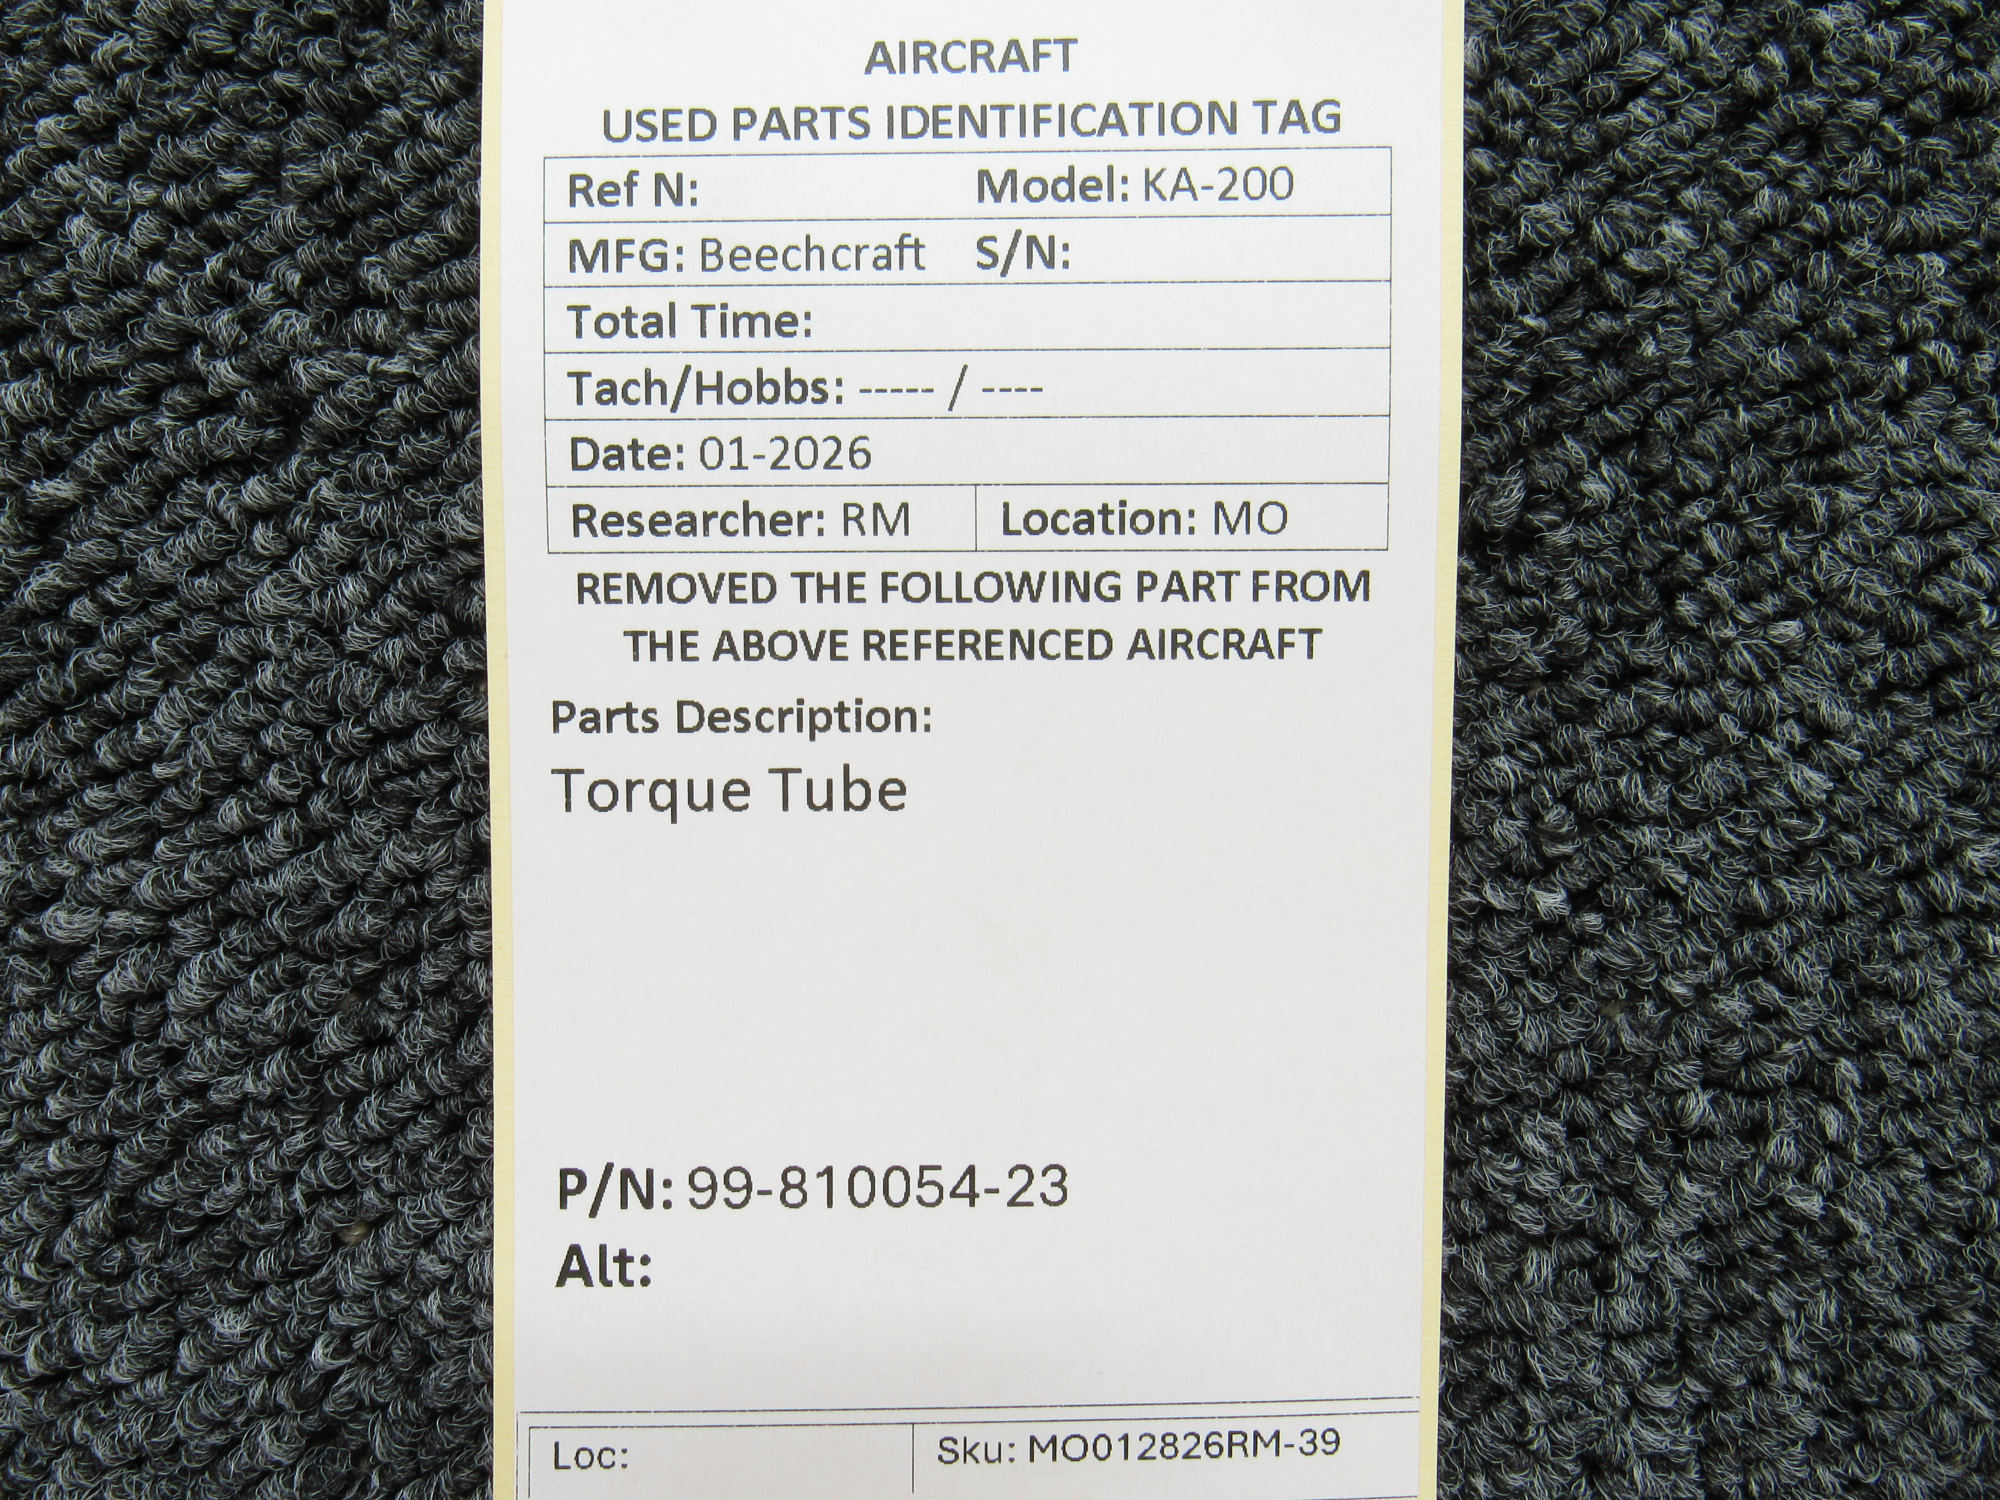 AIRCRAFT
USED PARTS IDENTIFICATION TAG
Ref N: Model: KA-200
MFG: Beechcraft S/N:
Total Time:
Tach/Hobbs: ----- / ----
Date: 01-2026
Researcher: RM Location: MO
REMOVED THE FOLLOWING PART FROM
THE ABOVE REFERENCED AIRCRAFT
Parts Description:
Torque Tube
P/N: 99-810054-23
Alt:
Loc: Sku: MO012826RM-39